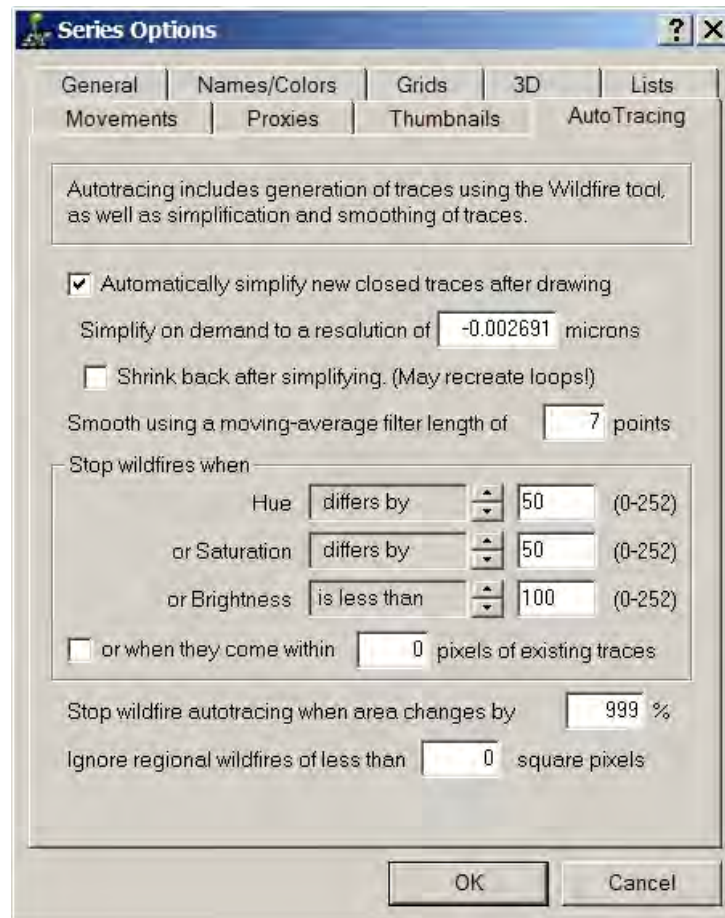 Series Options
?
X
General Names/Colors Grids 3D Lists
Movements Proxies Thumbnails AutoTracing
Autotracing includes generation of traces using the Wildfire tool,
as well as simplification and smoothing of traces.
Automatically simplify new closed traces after drawing
Simplify on demand to a resolution of -0.002691 microns
Shrink back after simplifying. (May recreate loops!)
Smooth using a moving-average filter length of 7 points
Stop wildfires when
Hue differs by 50 (0-252)
or Saturation differs by 50 (0-252)
or Brightness is less than 100 (0-252)
or when they come within 0 pixels of existing traces
Stop wildfire autotracing when area changes by 999 %
Ignore regional wildfires of less than 0 square pixels
OK Cancel